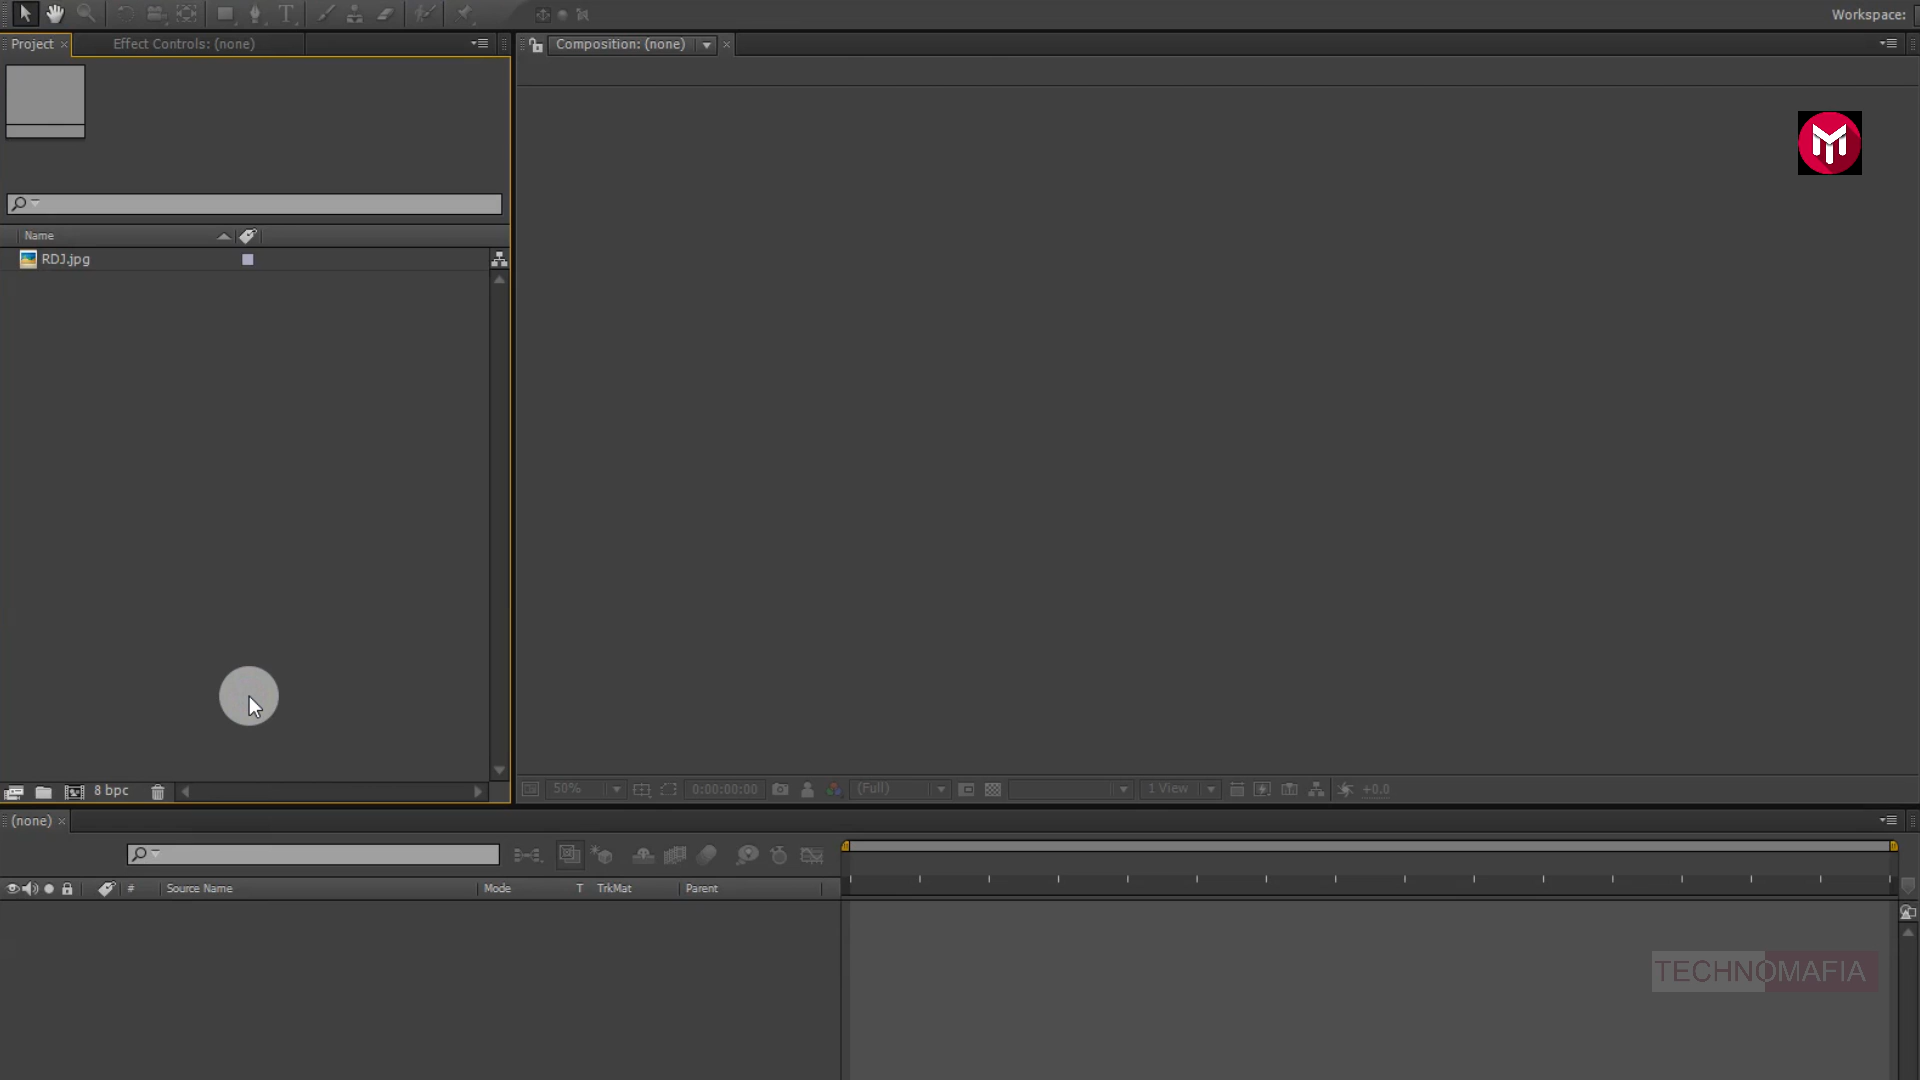 Workspace:
Project
Effect Controls: (none)
Composition: (none)
Name
RDJ.jpg
8 bpc
50%
0:00:00:00
(Full)
1 View
+0.0
(none)
#
Source Name
Mode
T
TrkMat
Parent
TECHNOMAFIA